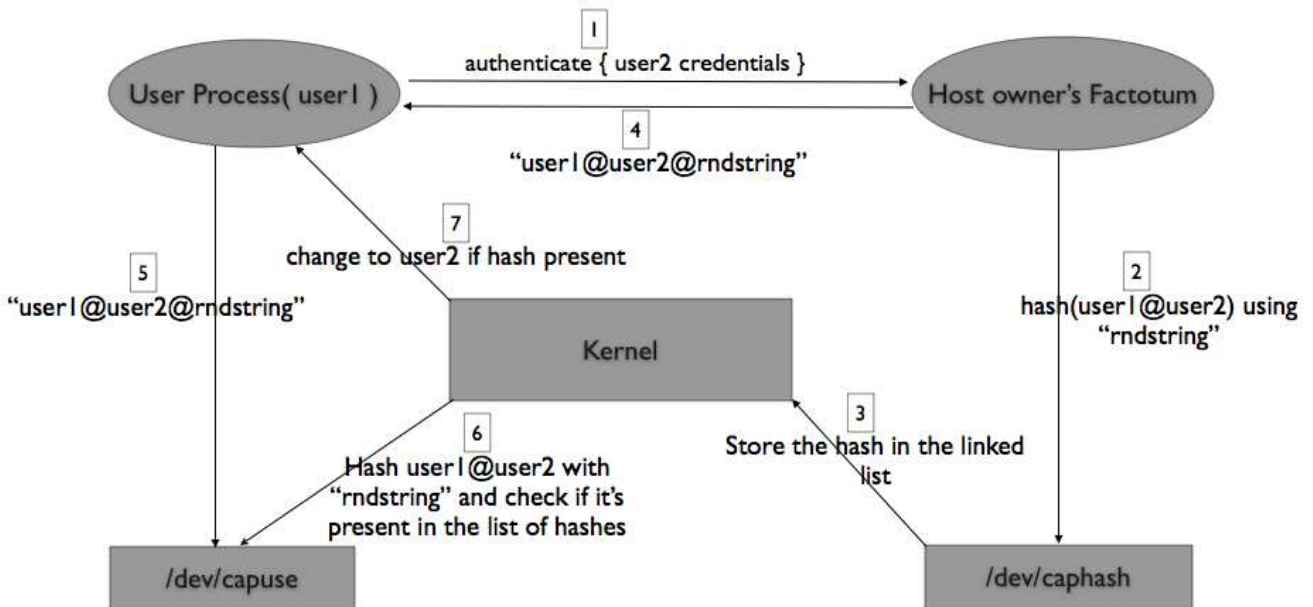 1
authenticate { user2 credentials }
User Process( user1 )
Host owner's Factotum
4
"user1@user2@rndstring"
7
change to user2 if hash present
5
"user1@user2@rndstring"
2
hash(user1@user2) using
"rndstring"
Kernel
3
Store the hash in the linked
list
6
Hash user1@user2 with
"rndstring" and check if it's
present in the list of hashes
/dev/capuse
/dev/caphash